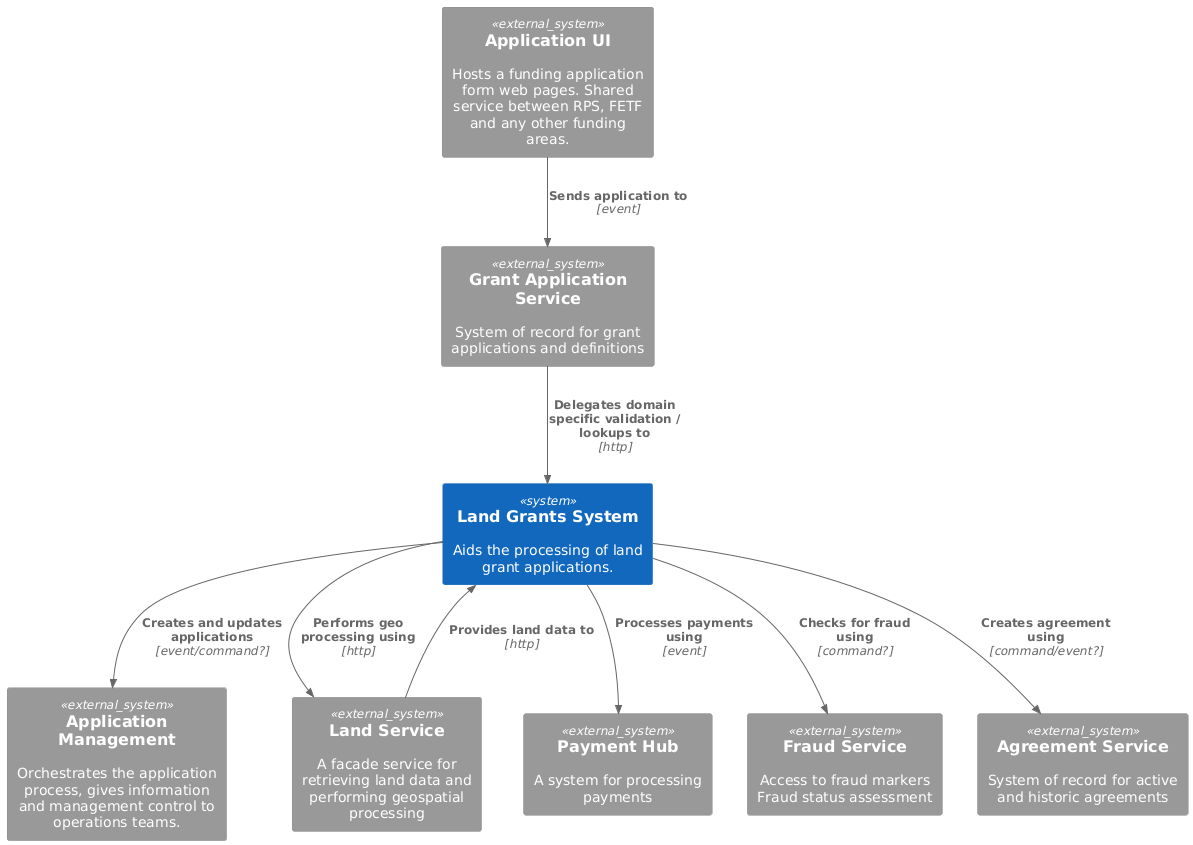 «external_system»
Application UI
Hosts a funding application
form web pages. Shared
service between RPS, FETF
and any other funding
areas.
Sends application to
[event]
«external_system»
Grant Application
Service
System of record for grant
applications and definitions
Delegates domain
specific validation /
lookups to
[http]
«system»
Land Grants System
Aids the processing of land
grant applications.
Creates and updates
applications
[event/command?]
Performs geo
processing using
[http]
Provides land data to
[http]
Processes payments
using
[event]
Checks for fraud
using
[command?]
Creates agreement
using
[command/event?]
«external_system»
Application
Management
Orchestrates the application
process, gives information
and management control to
operations teams.
«external_system»
Land Service
A facade service for
retrieving land data and
performing geospatial
processing
«external_system»
Payment Hub
A system for processing
payments
«external_system»
Fraud Service
Access to fraud markers
Fraud status assessment
«external_system»
Agreement Service
System of record for active
and historic agreements